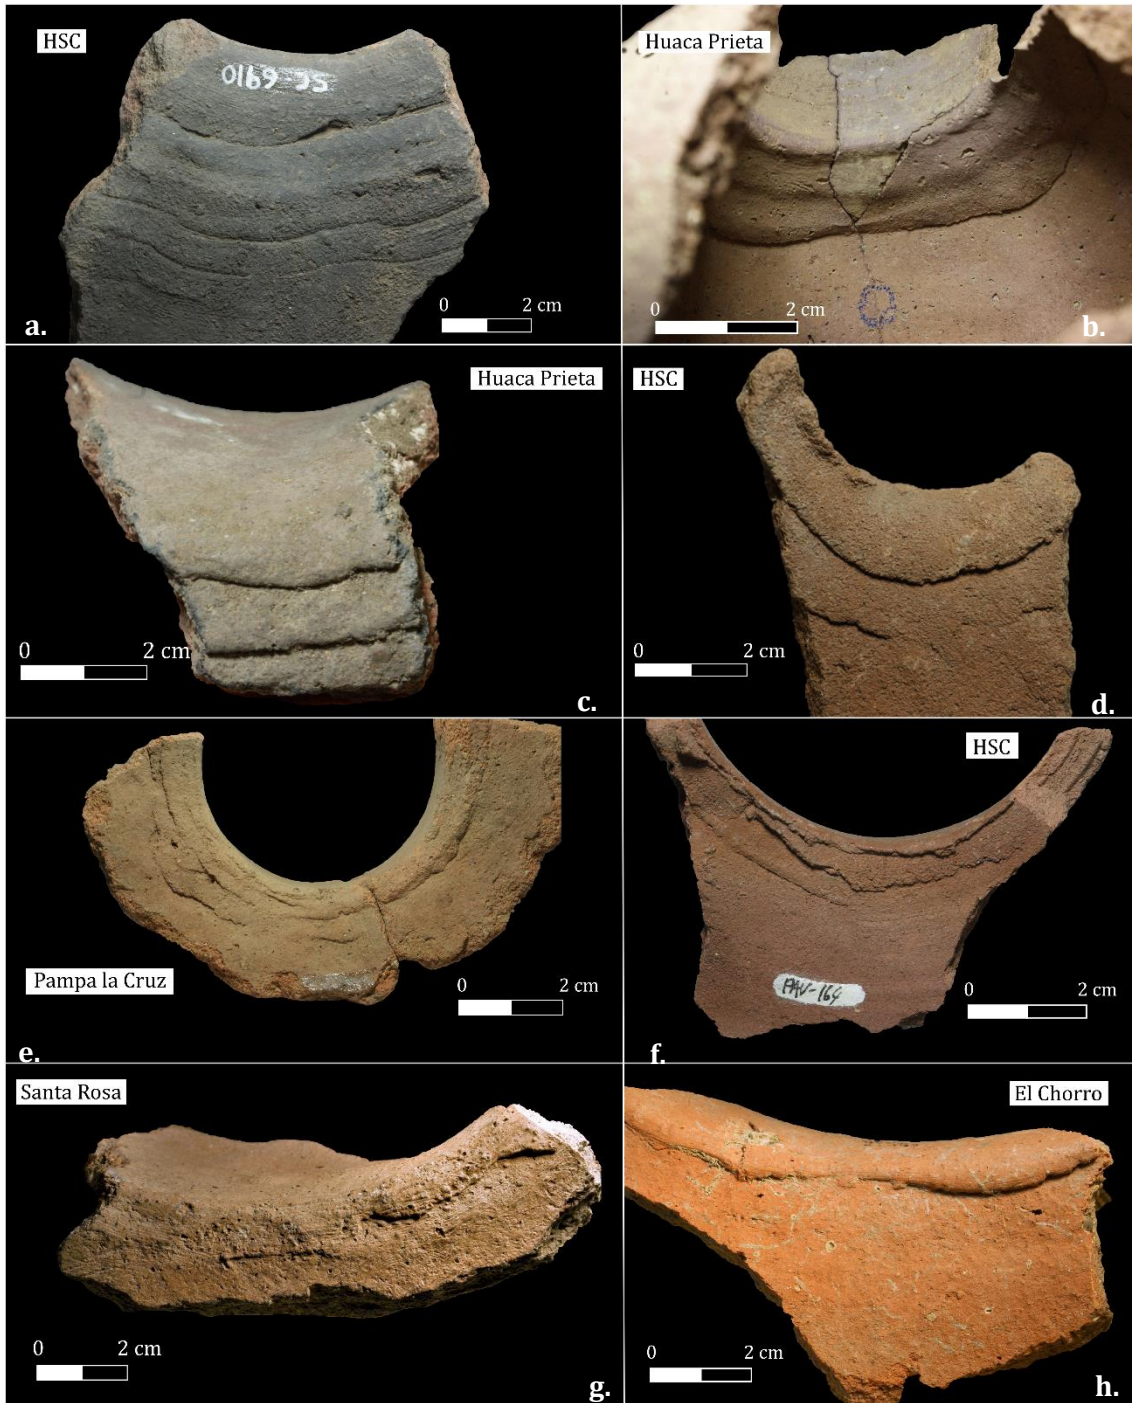 HSC
0
2 cm
a.
Huaca Prieta
0
2 cm
b.
Huaca Prieta
0
2 cm
c.
HSC
0
2 cm
d.
Pampa la Cruz
0
2 cm
e.
HSC
PAV-164
0
2 cm
f.
Santa Rosa
0
2 cm
g.
El Chorro
0
2 cm
h.